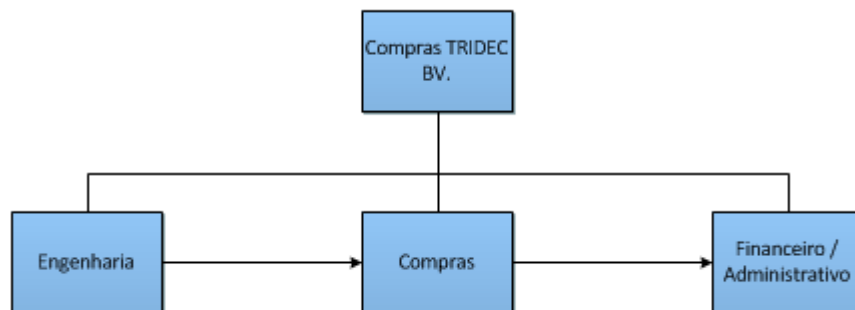 Compras TRIDEC
BV.
Engenharia
Compras
Financeiro /
Administrativo